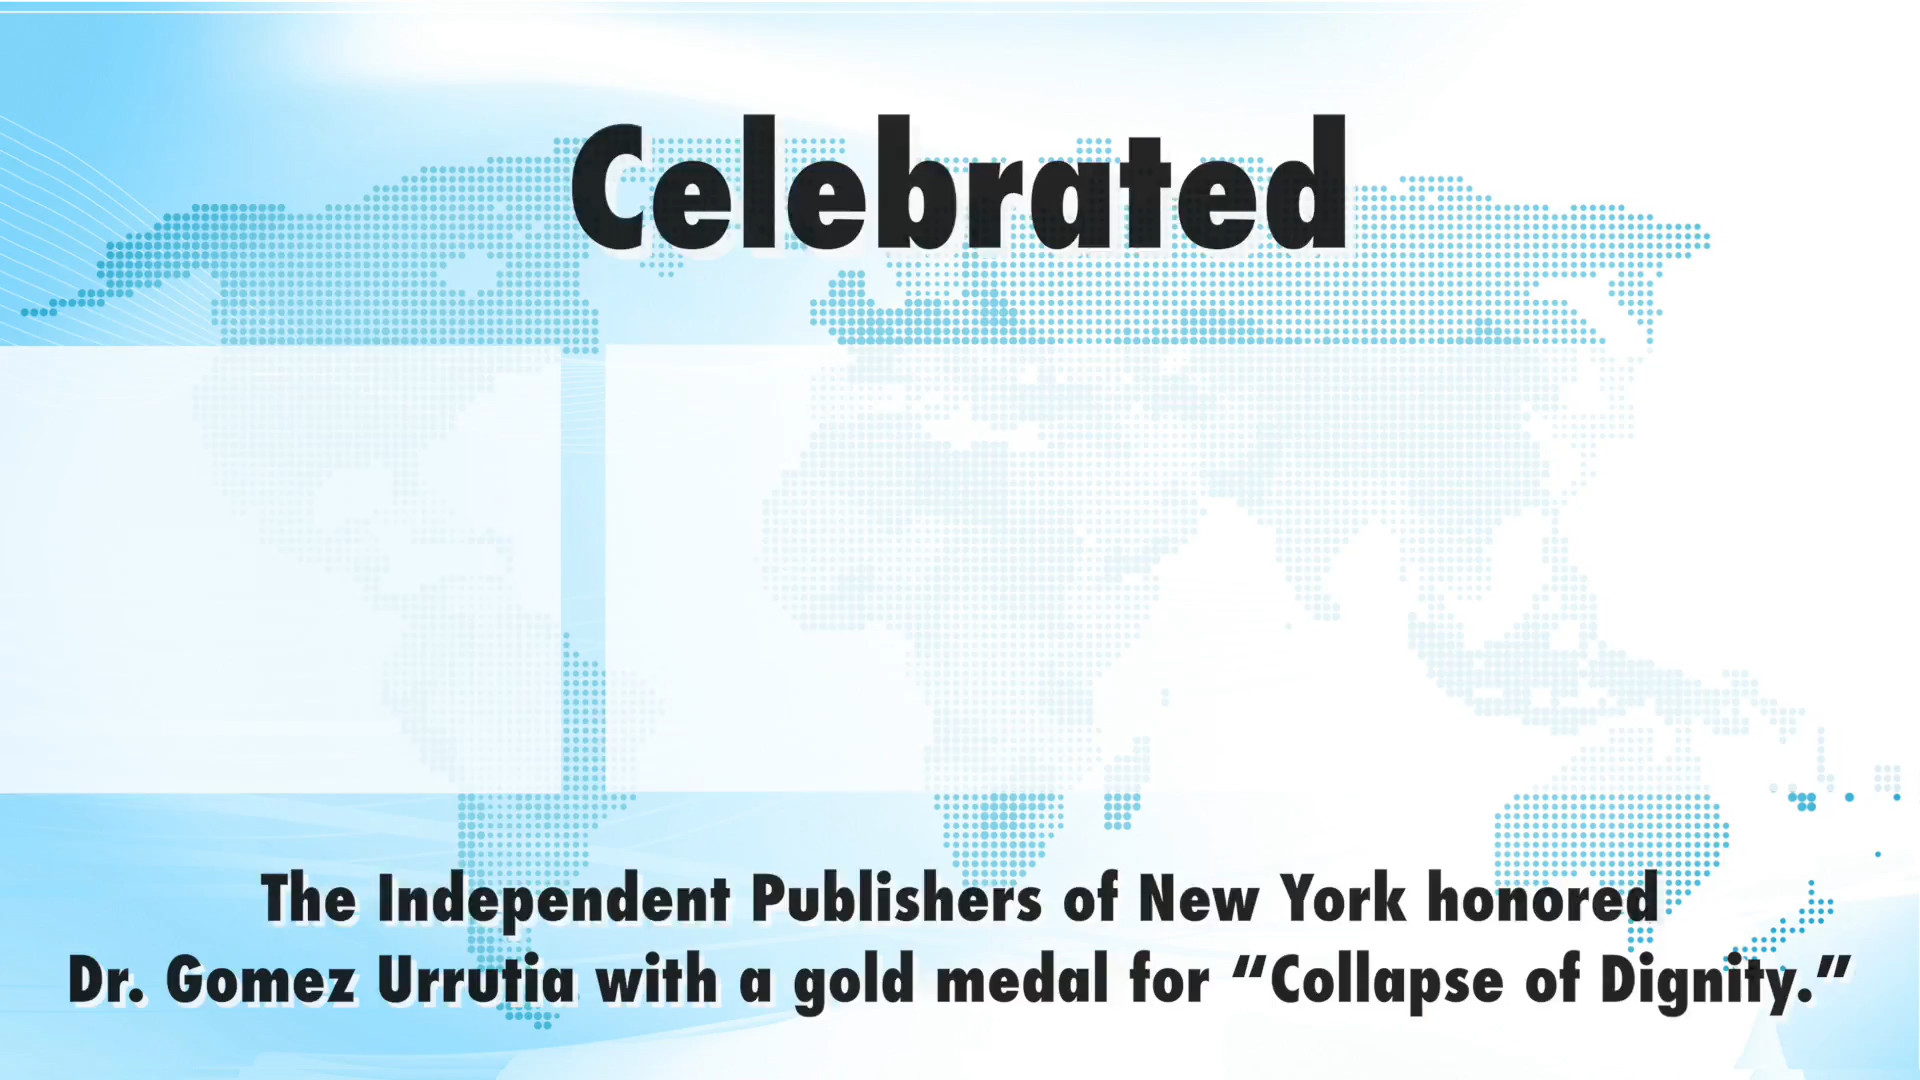 Celebrated
The Independent Publishers of New York honored
Dr. Gomez Urrutia with a gold medal for “Collapse of Dignity.”